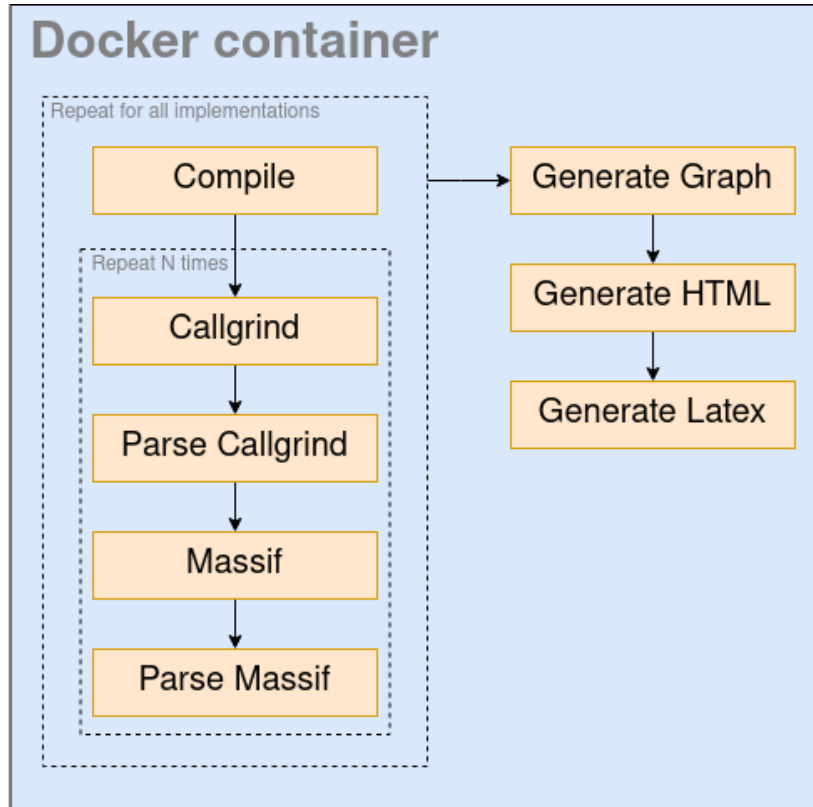 Docker container
Repeat for all implementations
Compile
Repeat N times
Callgrind
Parse Callgrind
Massif
Parse Massif
Generate Graph
Generate HTML
Generate Latex